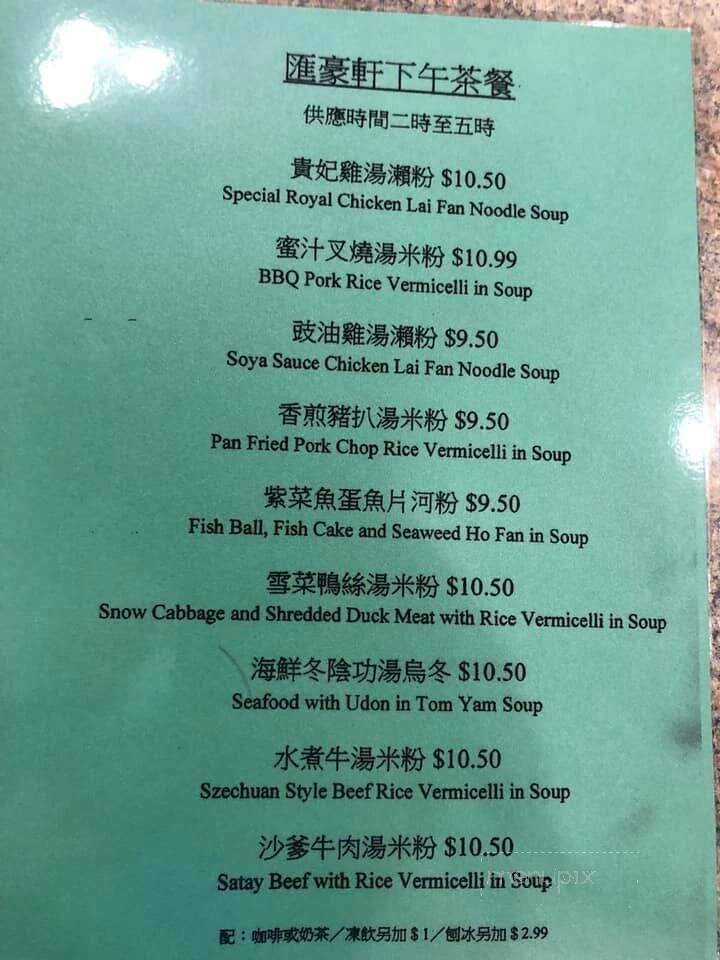 匯豪軒下午茶餐
供應時間二時至五時
貴妃雞湯瀨粉 $10.50
Special Royal Chicken Lai Fan Noodle Soup
蜜汁叉燒湯米粉 $10.99
BBQ Pork Rice Vermicelli in Soup
豉油雞湯瀨粉 $9.50
Soya Sauce Chicken Lai Fan Noodle Soup
香煎豬扒湯米粉 $9.50
Pan Fried Pork Chop Rice Vermicelli in Soup
紫菜魚蛋魚片河粉 $9.50
Fish Ball, Fish Cake and Seaweed Ho Fan in Soup
雪菜鴨絲湯米粉 $10.50
Snow Cabbage and Shredded Duck Meat with Rice Vermicelli in Soup
海鮮冬陰功湯烏冬 $10.50
Seafood with Udon in Tom Yam Soup
水煮牛湯米粉 $10.50
Szechuan Style Beef Rice Vermicelli in Soup
沙爹牛肉湯米粉 $10.50
Satay Beef with Rice Vermicelli in Soup
menupix
配：咖啡或奶茶／凍飲另加 $ 1／刨冰另加 $ 2.99